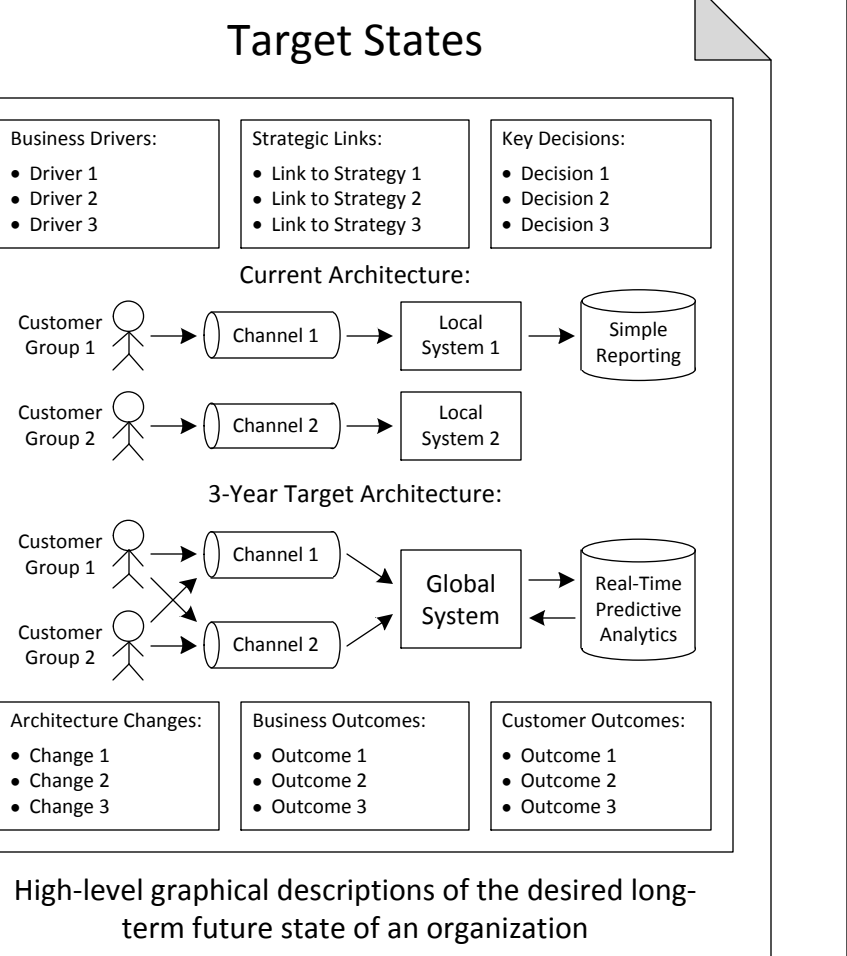 Target States
Business Drivers:
• Driver 1
• Driver 2
• Driver 3
Strategic Links:
• Link to Strategy 1
• Link to Strategy 2
• Link to Strategy 3
Key Decisions:
• Decision 1
• Decision 2
• Decision 3
Current Architecture:
Customer
Group 1
Channel 1
Local
System 1
Simple
Reporting
Customer
Group 2
Channel 2
Local
System 2
3-Year Target Architecture:
Customer
Group 1
Channel 1
Customer
Group 2
Channel 2
Global
System
Real-Time
Predictive
Analytics
Architecture Changes:
• Change 1
• Change 2
• Change 3
Business Outcomes:
• Outcome 1
• Outcome 2
• Outcome 3
Customer Outcomes:
• Outcome 1
• Outcome 2
• Outcome 3
High-level graphical descriptions of the desired long-
term future state of an organization